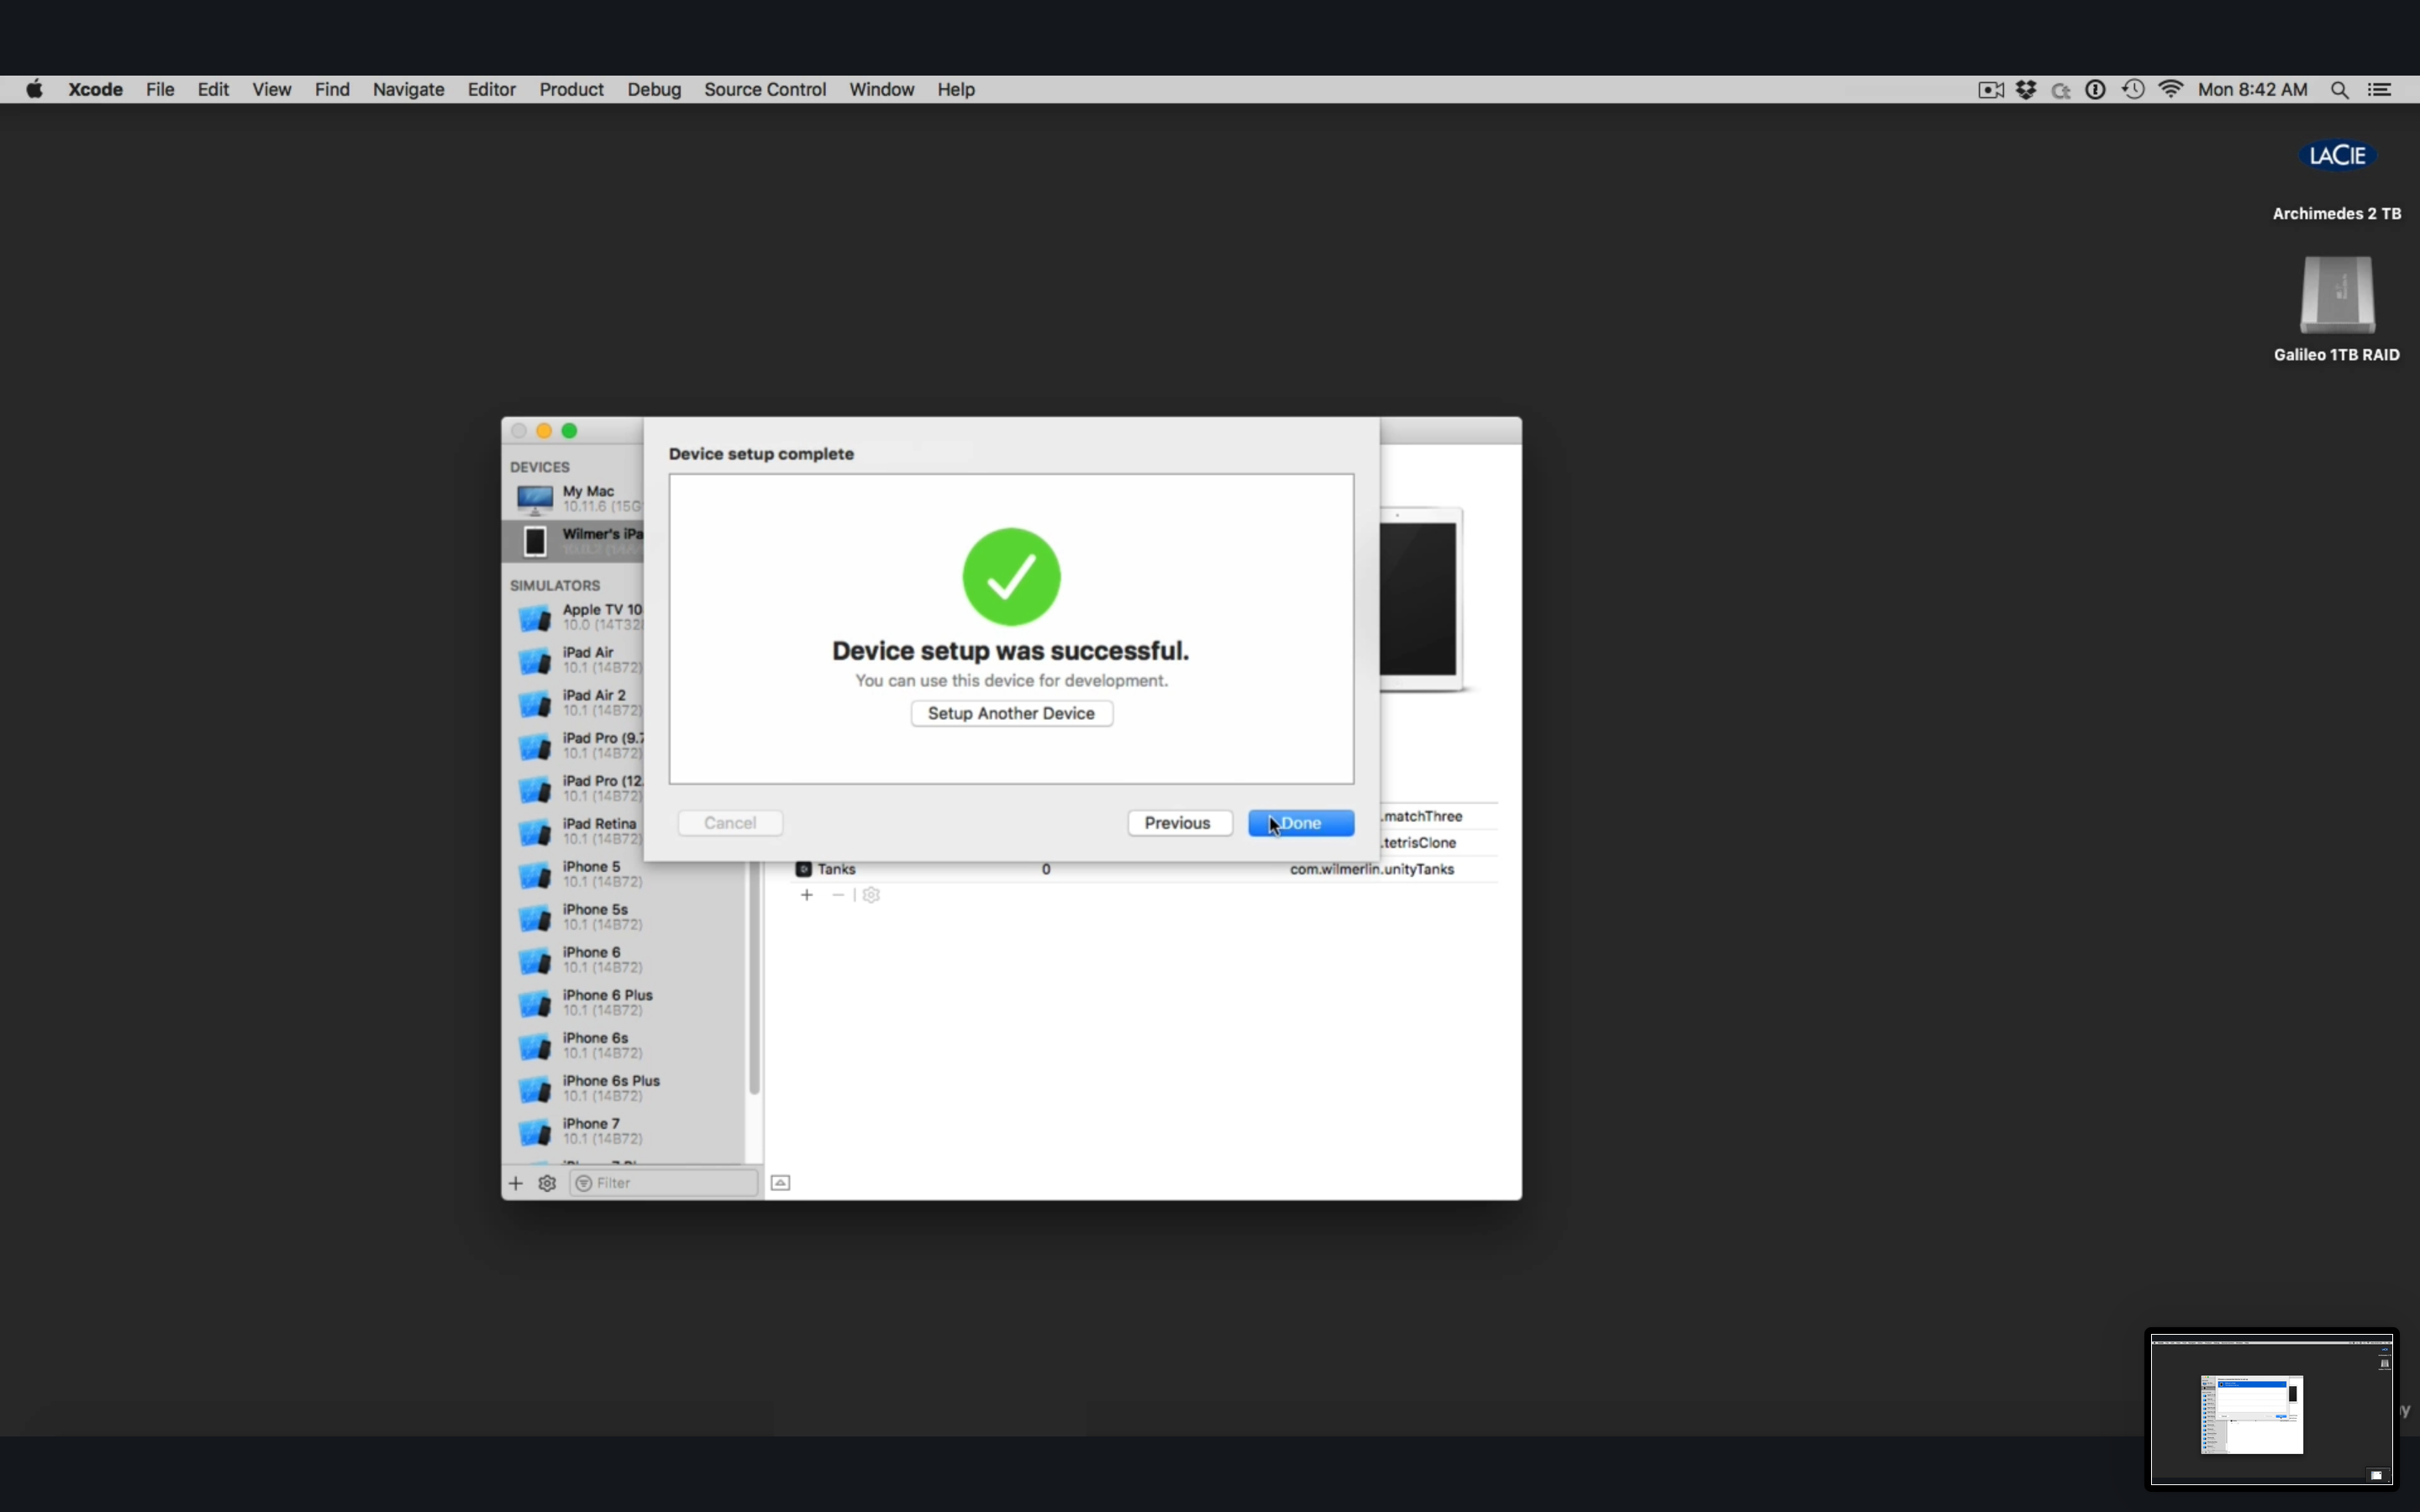 Xcode File Edit View Find Navigate Editor Product Debug Source Control Window Help Mon 8:42 AM
LACIE
Archimedes 2 TB
Galileo 1TB RAID
Device setup complete
DEVICES
My Mac
10.11.6 (15G
Wilmer's iPa
SIMULATORS
Apple TV 10
10.0 (14T32
iPad Air
10.1 (14B72)
iPad Air 2
10.1 (14B72)
iPad Pro (9.7
10.1 (14B72)
iPad Pro (12.
10.1 (14B72)
iPad Retina
10.1 (14B72)
iPhone 5
10.1 (14B72)
iPhone 5s
10.1 (14B72)
iPhone 6
10.1 (14B72)
iPhone 6 Plus
10.1 (14B72)
iPhone 6s
10.1 (14B72)
iPhone 6s Plus
10.1 (14B72)
iPhone 7
10.1 (14B72)
Filter
Device setup was successful.
You can use this device for development.
Setup Another Device
Cancel Previous Done
.matchThree
.tetrisClone
Tanks 0 com.wilmerlin.unityTanks